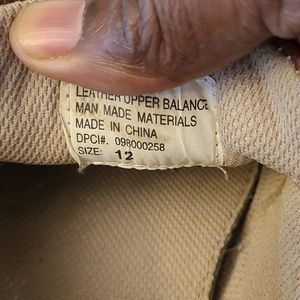 LEATHER UPPER BALANCE
MAN MADE MATERIALS
MADE IN CHINA
DPCI#, 098000258
SIZE: 12